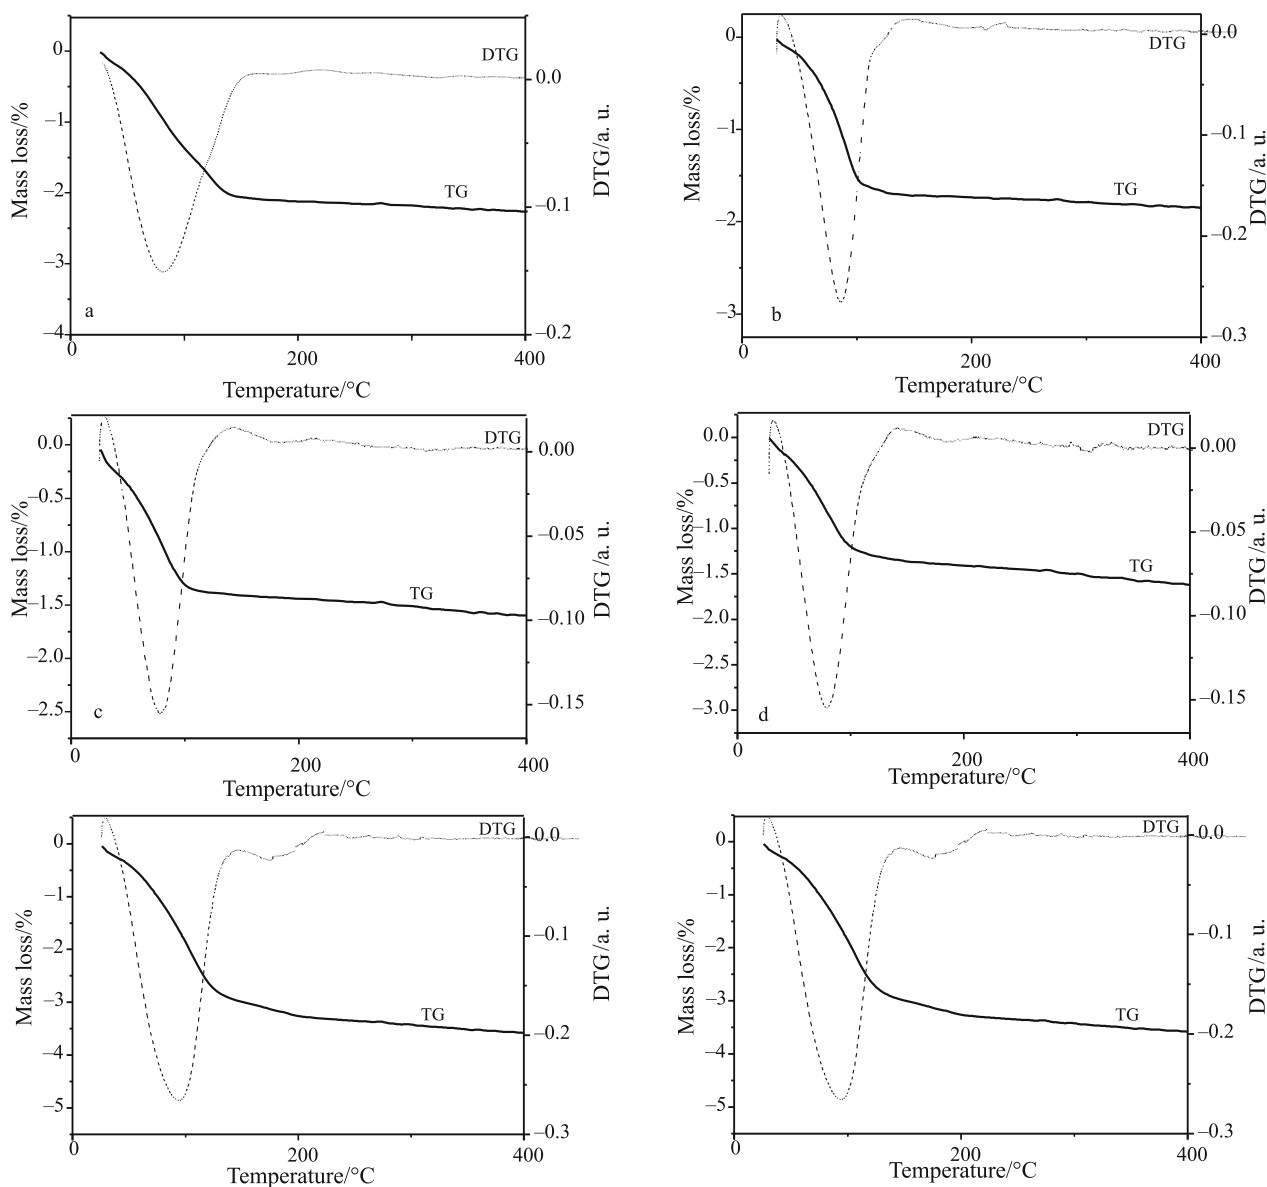 DTG
TG
a
0
−1
−2
−3
−4
0.0
−0.1
−0.2
0
200
400
Mass loss/%
DTG/a. u.
Temperature/°C
DTG
TG
b
0
−1
−2
−3
0.0
−0.1
−0.2
−0.3
0
200
400
Mass loss/%
DTG/a. u.
Temperature/°C
DTG
TG
c
0.0
−0.5
−1.0
−1.5
−2.0
−2.5
0.00
−0.05
−0.10
−0.15
0
200
400
Mass loss/%
DTG/a. u.
Temperature/°C
DTG
TG
d
0.0
−0.5
−1.0
−1.5
−2.0
−2.5
−3.0
0.00
−0.05
−0.10
−0.15
0
200
400
Mass loss/%
DTG/a. u.
Temperature/°C
DTG
TG
0
−1
−2
−3
−4
−5
0.0
−0.1
−0.2
−0.3
0
200
400
Mass loss/%
DTG/a. u.
Temperature/°C
DTG
TG
0
−1
−2
−3
−4
−5
0.0
−0.1
−0.2
−0.3
0
200
400
Mass loss/%
DTG/a. u.
Temperature/°C